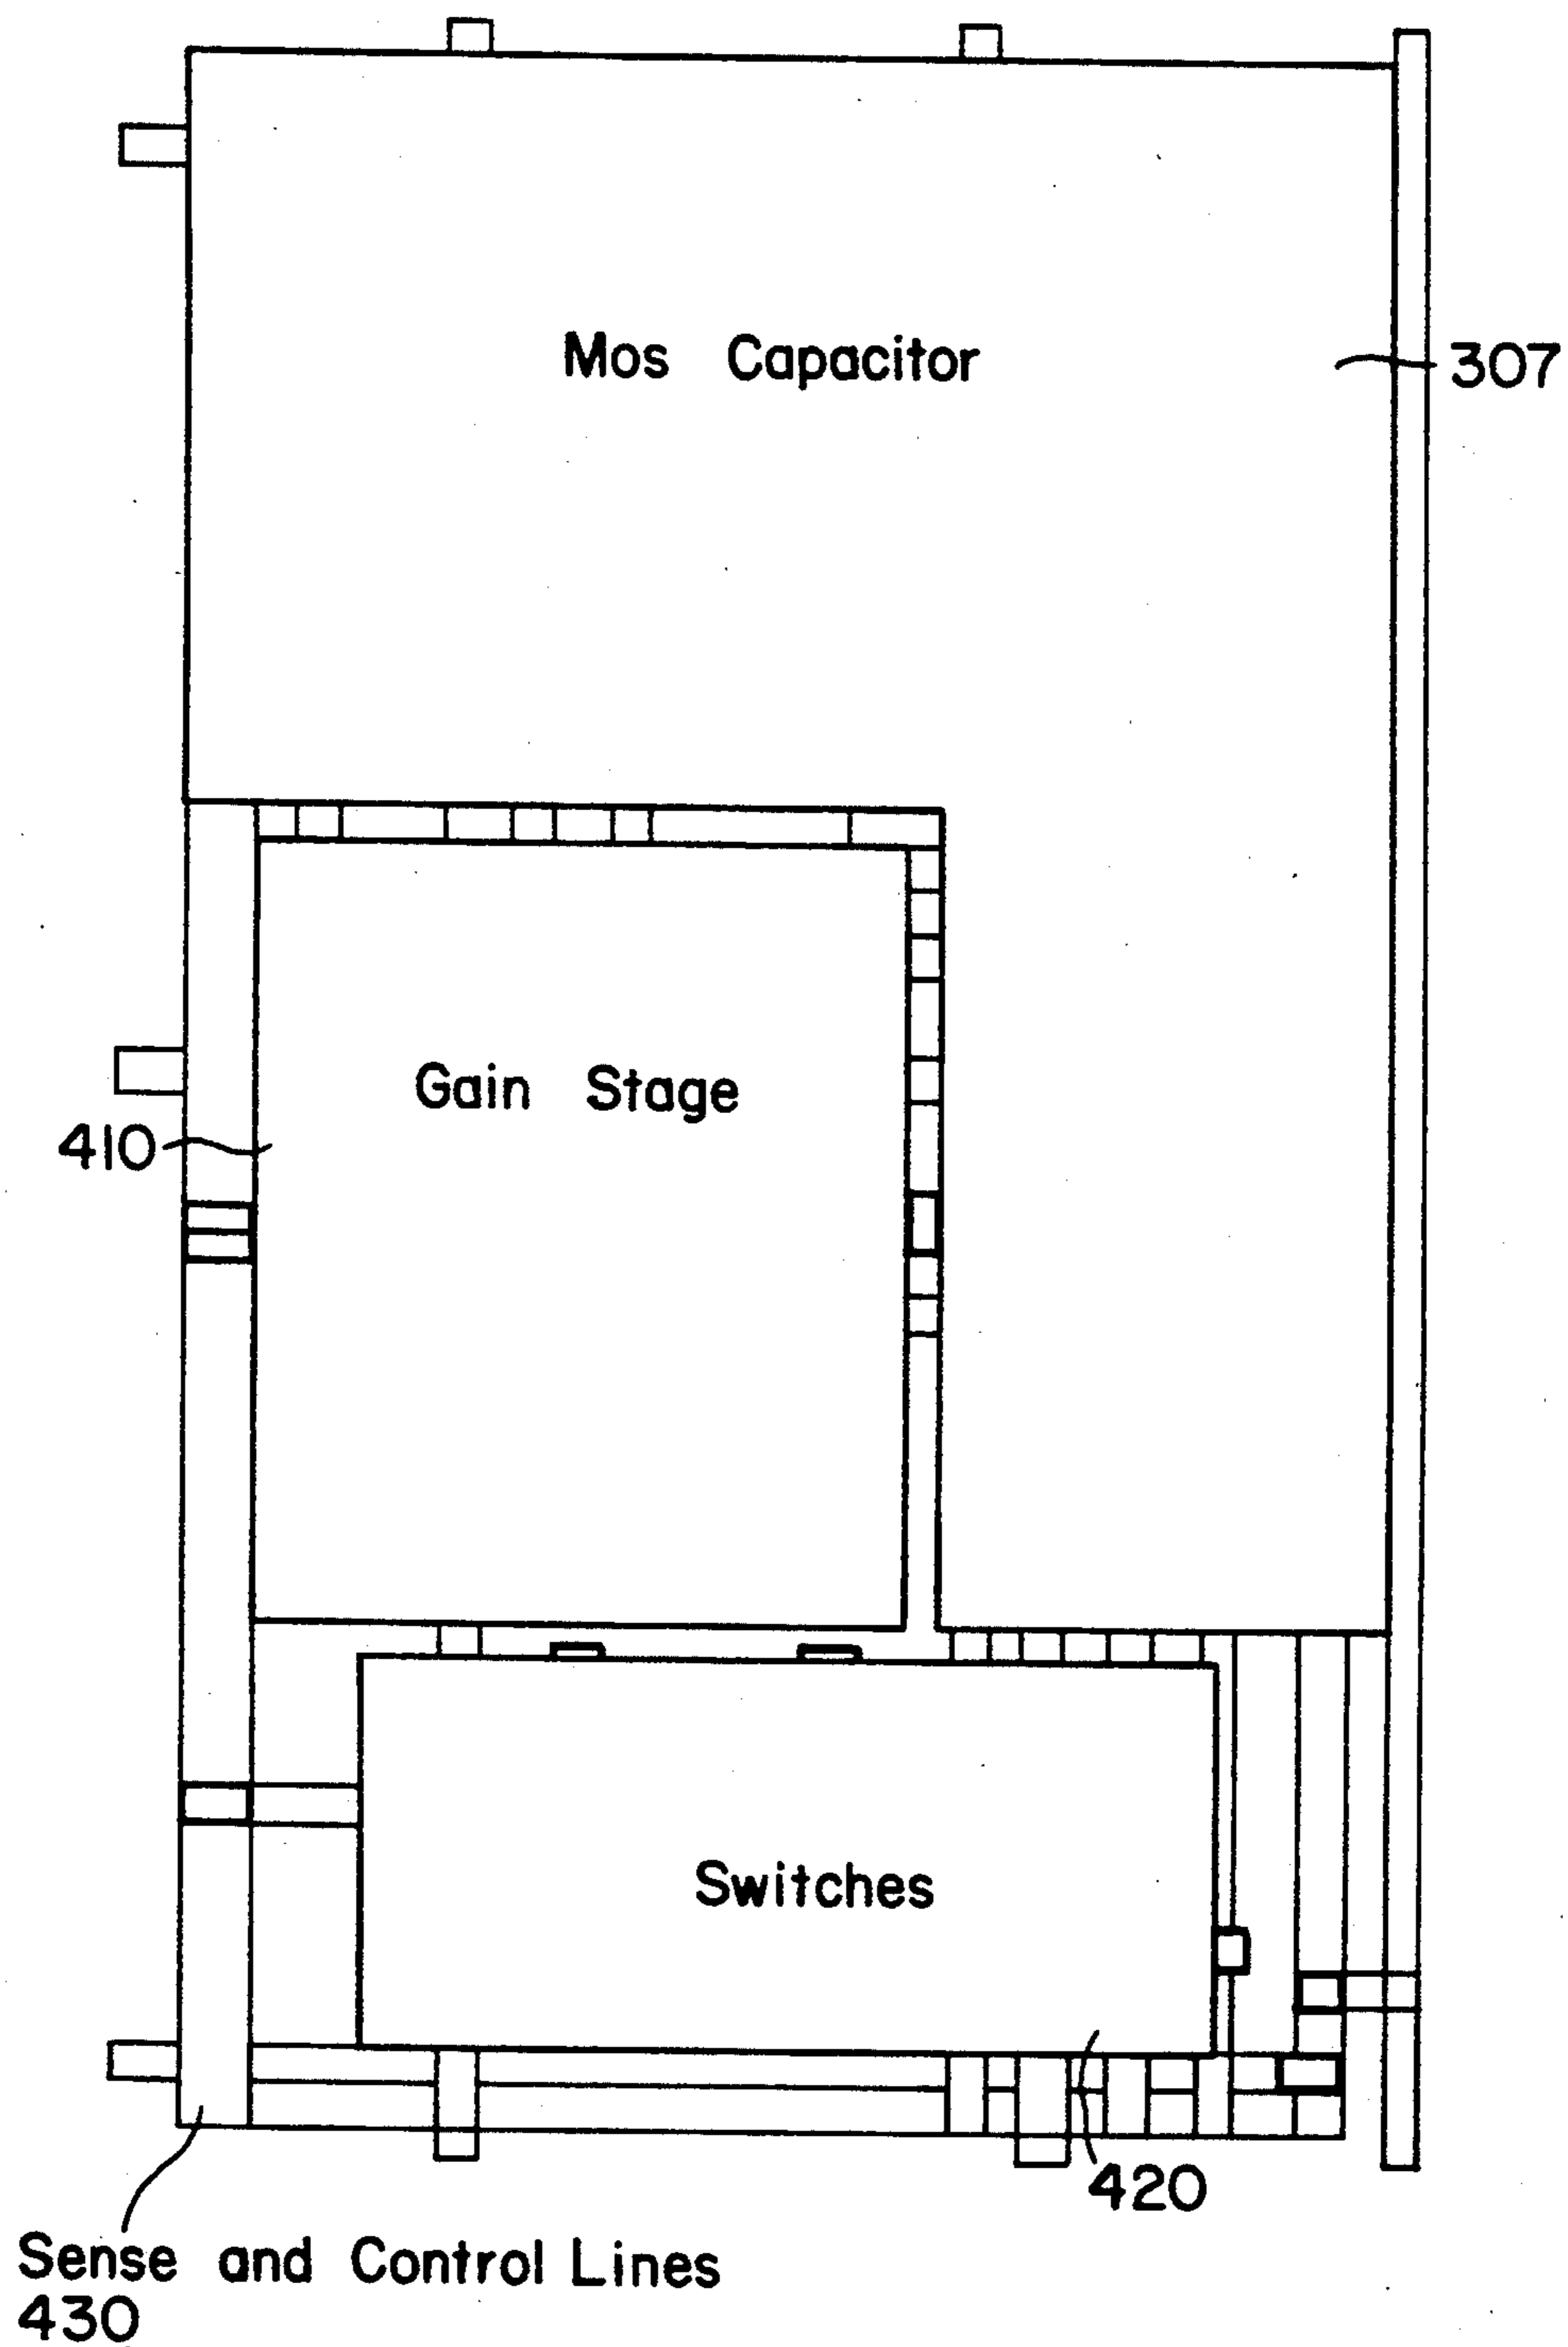 Mos Capacitor
307
Gain Stage
410
Switches
420
Sense and Control Lines
430